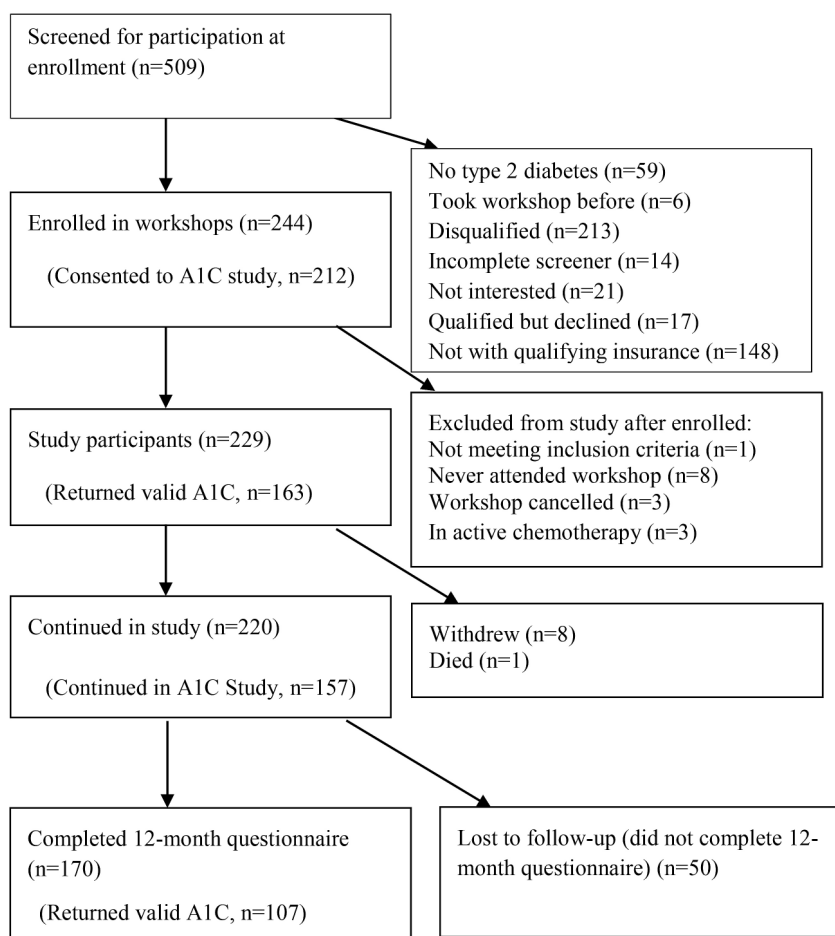 Screened for participation at
enrollment (n=509)
No type 2 diabetes (n=59)
Took workshop before (n=6)
Disqualified (n=213)
Incomplete screener (n=14)
Not interested (n=21)
Qualified but declined (n=17)
Not with qualifying insurance (n=148)
Enrolled in workshops (n=244)
(Consented to A1C study, n=212)
Excluded from study after enrolled:
Not meeting inclusion criteria (n=1)
Never attended workshop (n=8)
Workshop cancelled (n=3)
In active chemotherapy (n=3)
Study participants (n=229)
(Returned valid A1C, n=163)
Withdrew (n=8)
Died (n=1)
Continued in study (n=220)
(Continued in A1C Study, n=157)
Completed 12-month questionnaire
(n=170)
(Returned valid A1C, n=107)
Lost to follow-up (did not complete 12-
month questionnaire) (n=50)